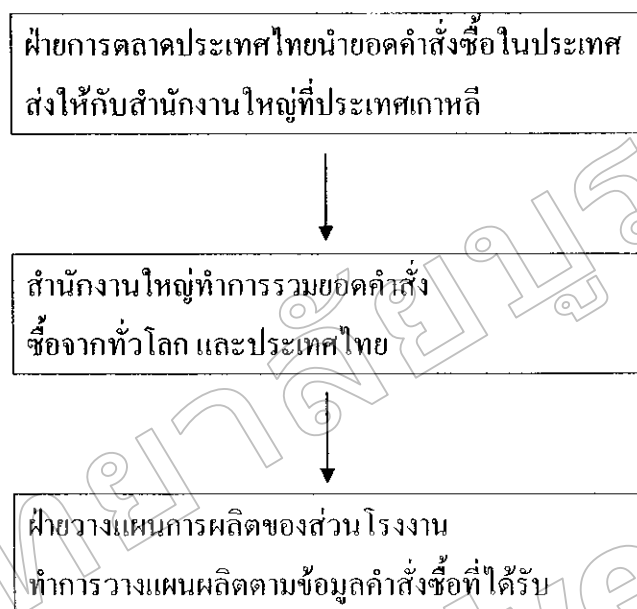 ฝ่ายการตลาดประเทศไทยนำยอดคำสั่งซื้อในประเทศ
ส่งให้กับสำนักงานใหญ่ที่ประเทศเกาหลี
สำนักงานใหญ่ทำการรวมยอดคำสั่ง
ซื้อจากทั่วโลก และประเทศไทย
ฝ่ายวางแผนการผลิตของส่วนโรงงาน
ทำการวางแผนผลิตตามข้อมูลคำสั่งซื้อที่ได้รับ